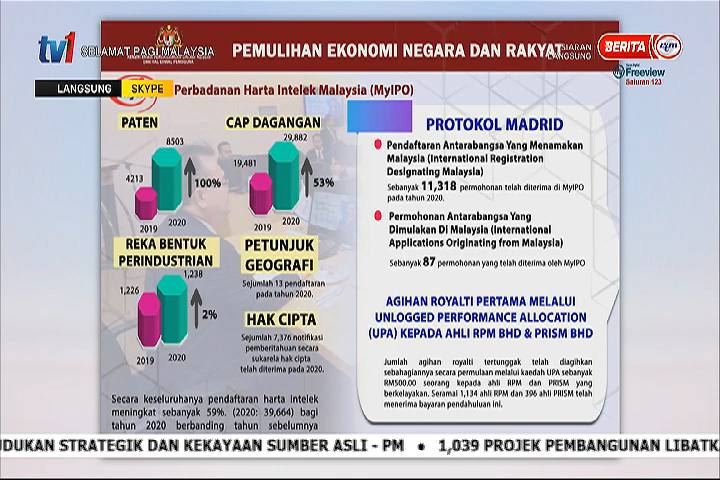 tv1
SELAMAT PAGI MALAYSIA
PEMULIHAN EKONOMI NEGARA DAN RAKYAT
SIARAN
LANGSUNG
BERITA
rtm
Freeview
Saluran 123
LANGSUNG SKYPE
Perbadanan Harta Intelek Malaysia (MyIPO)
PATEN
8503
4213
100%
2019
2020
CAP DAGANGAN
29,882
19,481
53%
2019
2020
REKA BENTUK
PERINDUSTRIAN
1,238
1,226
2%
2019
2020
PETUNJUK
GEOGRAFI
Sejumlah 13 pendaftaran
pada tahun 2020.
HAK CIPTA
Sejumlah 7,376 notifikasi
pemberitahuan secara
sukarela hak cipta
telah diterima pada 2020.
Secara keseluruhanya pendaftaran harta intelek
meningkat sebanyak 59%. (2020: 39,664) bagi
tahun 2020 berbanding tahun sebelumnya
PROTOKOL MADRID
Pendaftaran Antarabangsa Yang Menamakan
Malaysia (International Registration
Designating Malaysia)
Sebanyak 11,318 permohonan telah diterima di MyIPO
pada tahun 2020.
Permohonan Antarabangsa Yang
Dimulakan Di Malaysia (International
Applications Originating from Malaysia)
Sebanyak 87 permohonan yang telah diterima oleh MyIPO
AGIHAN ROYALTI PERTAMA MELALUI
UNLOGGED PERFORMANCE ALLOCATION
(UPA) KEPADA AHLI RPM BHD & PRISM BHD
Jumlah agihan royalti tertunggak telah diagihkan
sebahagiannya secara permulaan melalui kaedah UPA sebanyak
RM500.00 seorang kepada ahli RPM dan PRISM yang
berkelayakan. Seramai 1,134 ahli RPM dan 396 ahli PRISM telah
menerima bayaran pendahuluan ini.
UDUKAN STRATEGIK DAN KEKAYAAN SUMBER ASLI - PM • 1,039 PROJEK PEMBANGUNAN LIBATKA